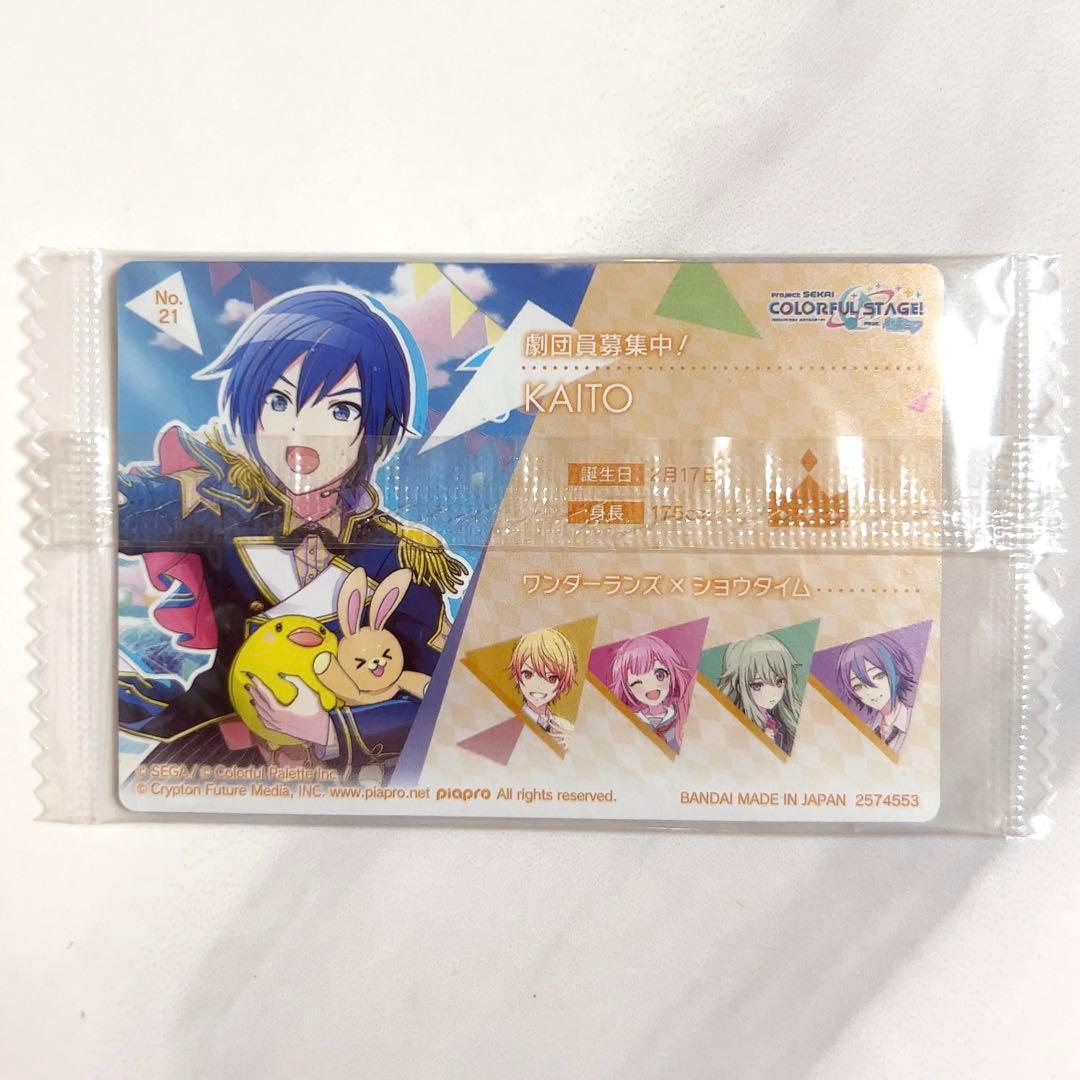 No.
21
PROJECT SEKAI
COLORFUL STAGE!
feat.
劇団員募集中!
KAITO
誕生日 2月17日
身長 175cm
ワンダーランズ×ショウタイム
© SEGA / © Colorful Palette Inc. /
© Crypton Future Media, INC. www.piapro.net piapro All rights reserved.
BANDAI MADE IN JAPAN 2574553